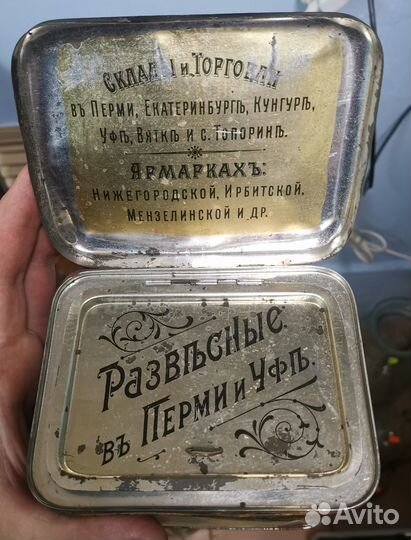 СКЛАДЫ и ТОРГОВЛИ
ВЪ ПЕРМИ, ЕКАТЕРИНБУРГѢ, КУНГУРѢ,
УФѢ, ВЯТКѢ И С. ТОПОРИНѢ.
ЯРМАРКАХЪ:
НИЖЕГОРОДСКОЙ, ИРБИТСКОЙ,
МЕНЗЕЛИНСКОЙ И ДР.
РАЗВѢСНЫЕ
ВЪ ПЕРМИ И УФѢ.
Avito